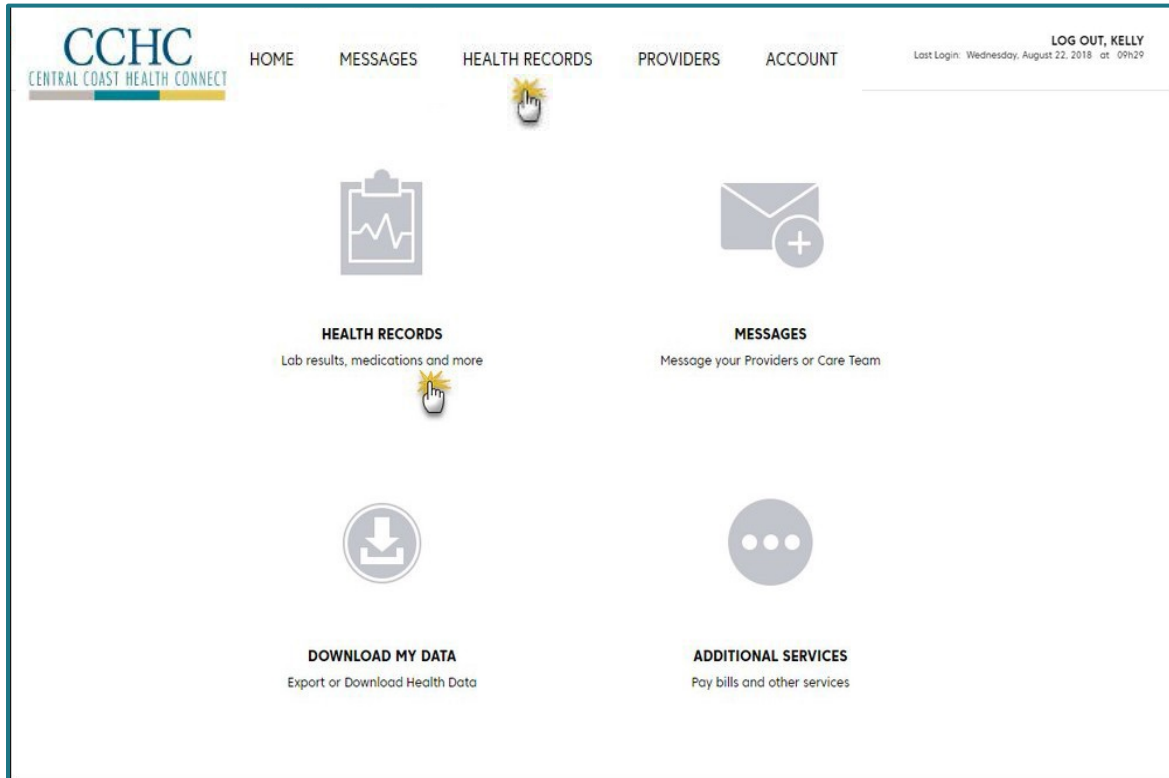 CCHC
CENTRAL COAST HEALTH CONNECT
HOME MESSAGES HEALTH RECORDS PROVIDERS ACCOUNT
LOG OUT, KELLY
Last Login: Wednesday, August 22, 2018 at 09h29
HEALTH RECORDS
Lab results, medications and more
MESSAGES
Message your Providers or Care Team
DOWNLOAD MY DATA
Export or Download Health Data
ADDITIONAL SERVICES
Pay bills and other services